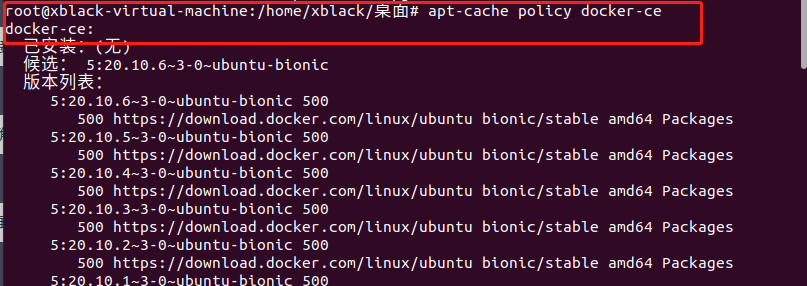 root@xblack-virtual-machine:/home/xblack/桌面# apt-cache policy docker-ce
docker-ce:
已安装：(无)
候选： 5:20.10.6~3-0~ubuntu-bionic
版本列表：
5:20.10.6~3-0~ubuntu-bionic 500
500 https://download.docker.com/linux/ubuntu bionic/stable amd64 Packages
5:20.10.5~3-0~ubuntu-bionic 500
500 https://download.docker.com/linux/ubuntu bionic/stable amd64 Packages
5:20.10.4~3-0~ubuntu-bionic 500
500 https://download.docker.com/linux/ubuntu bionic/stable amd64 Packages
5:20.10.3~3-0~ubuntu-bionic 500
500 https://download.docker.com/linux/ubuntu bionic/stable amd64 Packages
5:20.10.2~3-0~ubuntu-bionic 500
500 https://download.docker.com/linux/ubuntu bionic/stable amd64 Packages
5:20.10.1~3-0~ubuntu-bionic 500